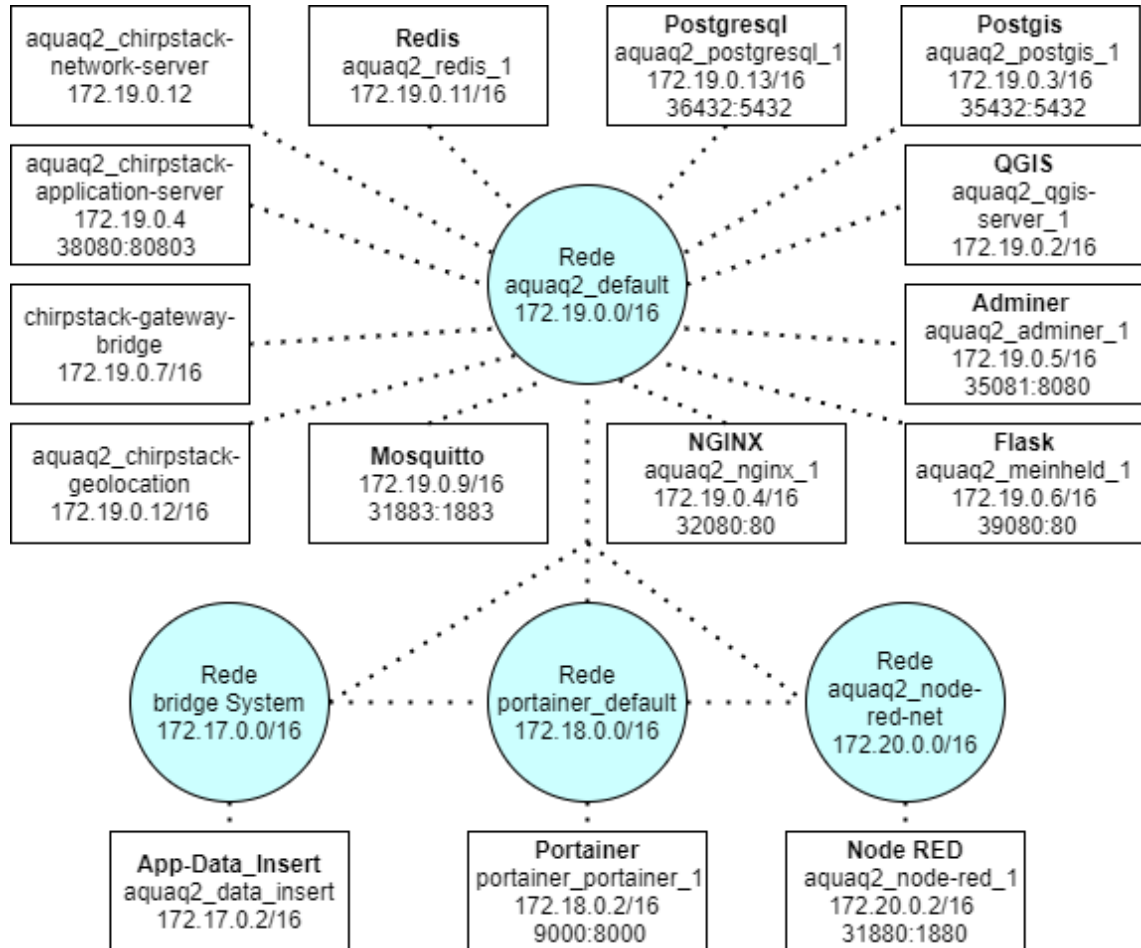 aquaq2_chirpstack-
network-server
172.19.0.12
Redis
aquaq2_redis_1
172.19.0.11/16
Postgresql
aquaq2_postgresql_1
172.19.0.13/16
36432:5432
Postgis
aquaq2_postgis_1
172.19.0.3/16
35432:5432
aquaq2_chirpstack-
application-server
172.19.0.4
38080:80803
QGIS
aquaq2_qgis-
server_1
172.19.0.2/16
Rede
aquaq2_default
172.19.0.0/16
chirpstack-gateway-
bridge
172.19.0.7/16
Adminer
aquaq2_adminer_1
172.19.0.5/16
35081:8080
aquaq2_chirpstack-
geolocation
172.19.0.12/16
Mosquitto
172.19.0.9/16
31883:1883
NGINX
aquaq2_nginx_1
172.19.0.4/16
32080:80
Flask
aquaq2_meinheld_1
172.19.0.6/16
39080:80
Rede
bridge System
172.17.0.0/16
Rede
portainer_default
172.18.0.0/16
Rede
aquaq2_node-
red-net
172.20.0.0/16
App-Data_Insert
aquaq2_data_insert
172.17.0.2/16
Portainer
portainer_portainer_1
172.18.0.2/16
9000:8000
Node RED
aquaq2_node-red_1
172.20.0.2/16
31880:1880